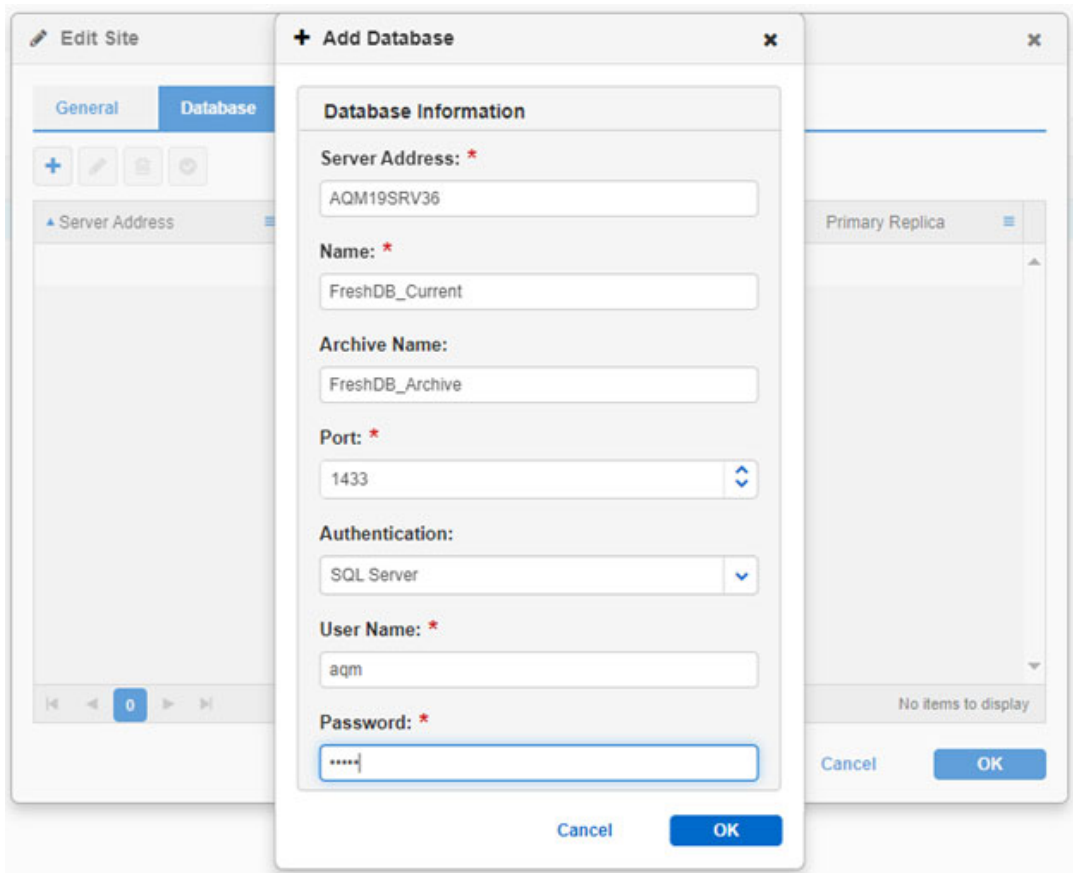 Edit Site
Add Database
General
Database
Database Information
Server Address: *
AQM19SRV36
Name: *
FreshDB_Current
Archive Name:
FreshDB_Archive
Port: *
1433
Authentication:
SQL Server
User Name: *
aqm
Password: *
•••••
Cancel
OK
Server Address
Primary Replica
0
No items to display
Cancel
OK